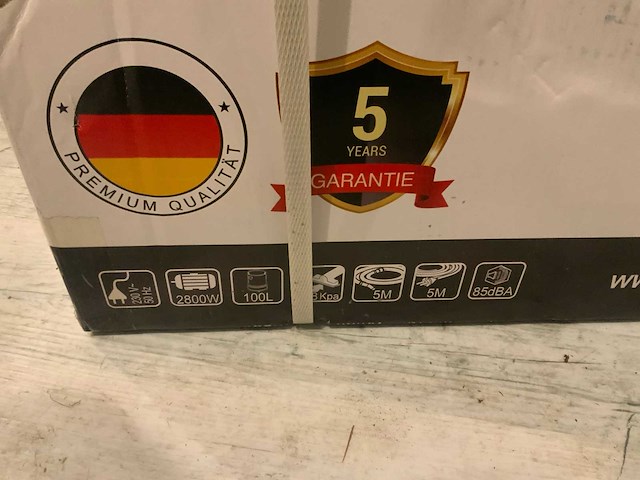 PREMIUM QUALITÄT
5
YEARS
GARANTIE
230 V~
50 Hz
2800W
100L
Kpa
5M
5M
85dBA